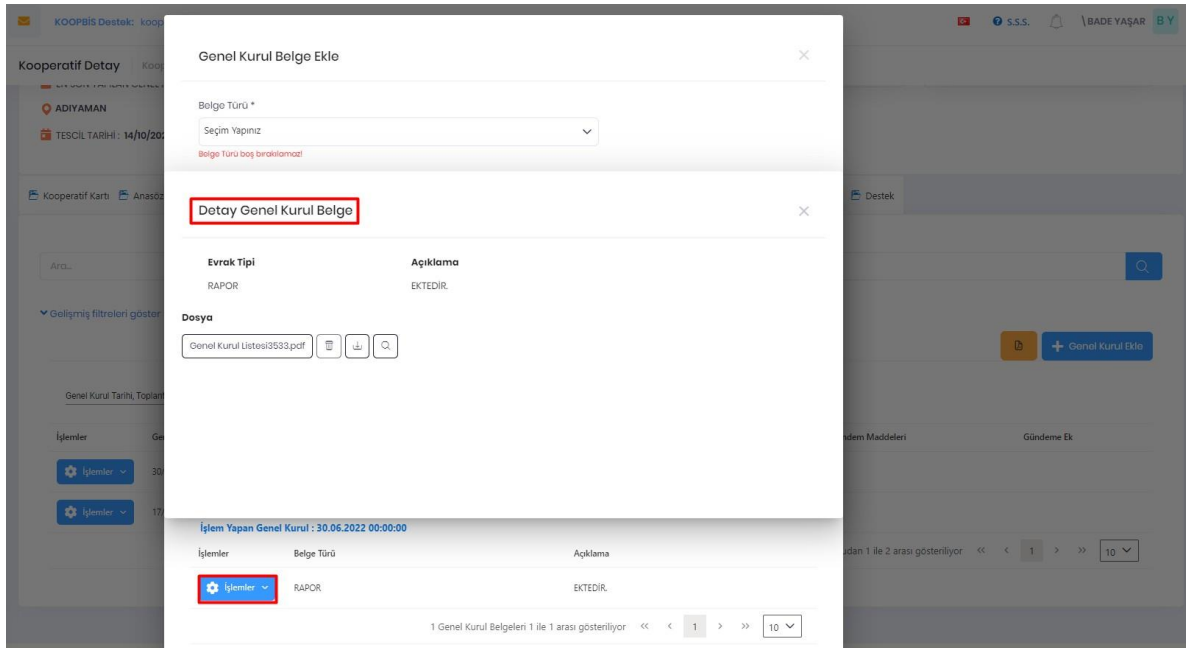 KOOPBİS Destek: koop
S.S.S.
\ BADE YAŞAR B Y
Genel Kurul Belge Ekle
Kooperatif Detay
ADIYAMAN
TESCİL TARİHİ : 14/10/202
Belge Türü *
Seçim Yapınız
Belge Türü boş bırakılamaz!
Kooperatif Kartı Anasöz
Destek
Detay Genel Kurul Belge
Evrak Tipi Açıklama
RAPOR EKTEDİR.
Ara..
Gelişmiş filtreleri göster
Dosya
Genel Kurul Listesi3533.pdf
Genel Kurul Ekle
Genel Kurul Tarihi, Toplant
İşlemler Ge
ndem Maddeleri Gündeme Ek
İşlemler 30/
İşlemler 17/
İşlem Yapan Genel Kurul : 30.06.2022 00:00:00
İşlemler Belge Türü Açıklama
udan 1 ile 2 arası gösteriliyor << < 1 > >> 10
İşlemler RAPOR EKTEDİR.
1 Genel Kurul Belgeleri 1 ile 1 arası gösteriliyor << < 1 > >> 10